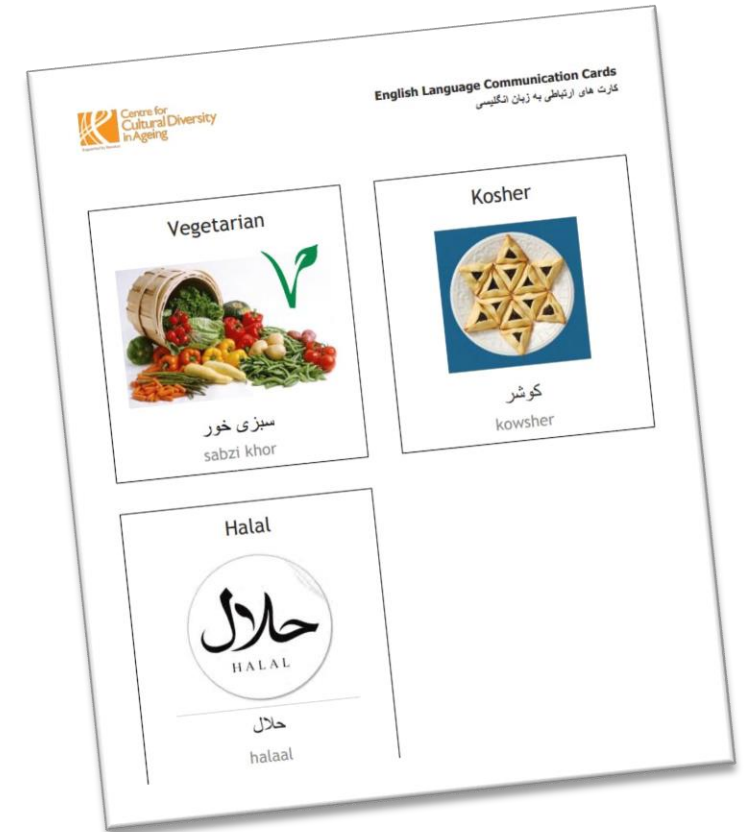 Centre for
Cultural Diversity
in Ageing
English Language Communication Cards
کارت های ارتباطی به زبان انگلیسی
Vegetarian
سبزی خور
sabzi khor
Kosher
کوشر
kowsher
Halal
حلال
HALAL
حلال
halaal